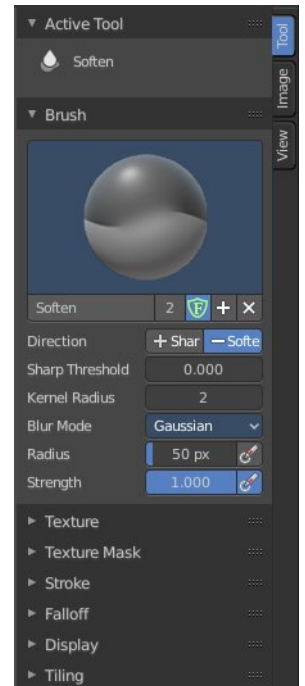 Active Tool
Soften
Brush
Soften 2 F
Direction Shar Softe
Sharp Threshold 0.000
Kernel Radius 2
Blur Mode Gaussian
Radius 50 px
Strength 1.000
Texture
Texture Mask
Stroke
Falloff
Display
Tiling
Tool
Image
View